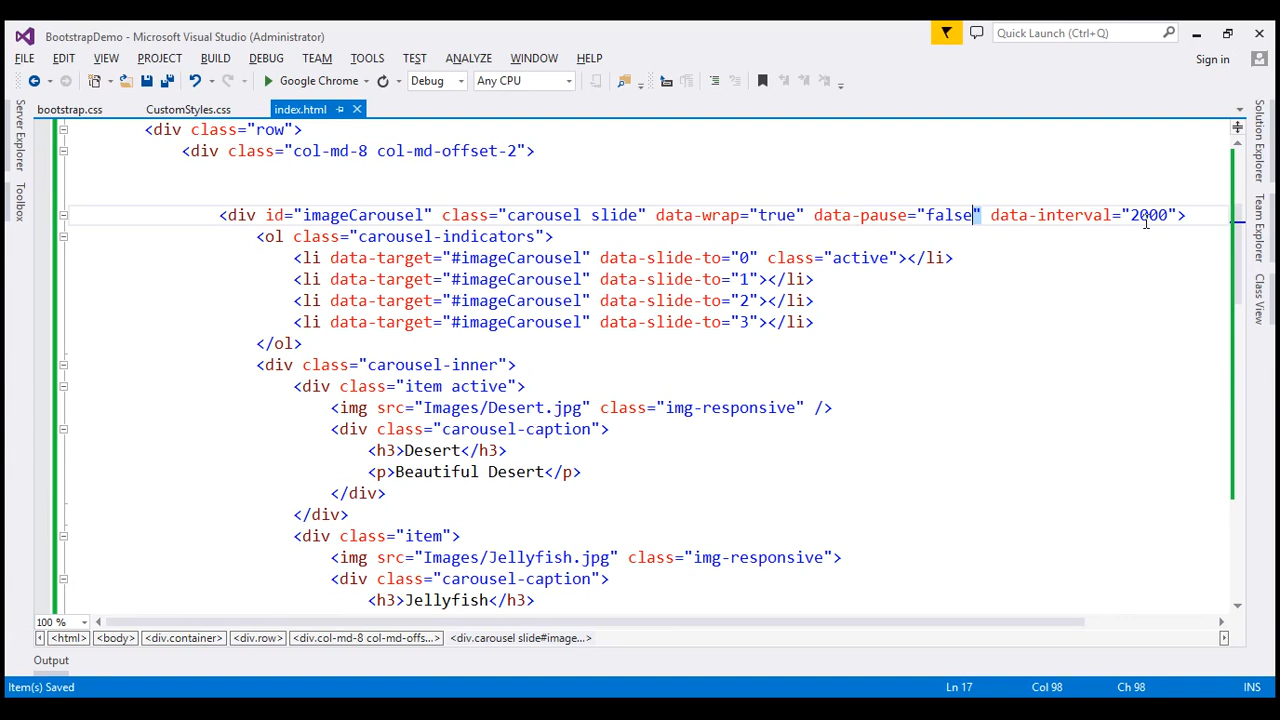 BootstrapDemo - Microsoft Visual Studio (Administrator)
Quick Launch (Ctrl+Q)
FILE EDIT VIEW PROJECT BUILD DEBUG TEAM TOOLS TEST ANALYZE WINDOW HELP
Sign in
Google Chrome
Debug
Any CPU
bootstrap.css
CustomStyles.css
index.html
Server Explorer
Toolbox
<div class="row">
<div class="col-md-8 col-md-offset-2">
<div id="imageCarousel" class="carousel slide" data-wrap="true" data-pause="false" data-interval="2000">
<ol class="carousel-indicators">
<li data-target="#imageCarousel" data-slide-to="0" class="active"></li>
<li data-target="#imageCarousel" data-slide-to="1"></li>
<li data-target="#imageCarousel" data-slide-to="2"></li>
<li data-target="#imageCarousel" data-slide-to="3"></li>
</ol>
<div class="carousel-inner">
<div class="item active">
<img src="Images/Desert.jpg" class="img-responsive" />
<div class="carousel-caption">
<h3>Desert</h3>
<p>Beautiful Desert</p>
</div>
</div>
<div class="item">
<img src="Images/Jellyfish.jpg" class="img-responsive">
<div class="carousel-caption">
<h3>Jellyfish</h3>
Solution Explorer
Team Explorer
Class View
100 %
<html> <body> <div.container> <div.row> <div.col-md-8 col-md-offs...> <div.carousel slide#image...>
Output
Item(s) Saved
Ln 17
Col 98
Ch 98
INS